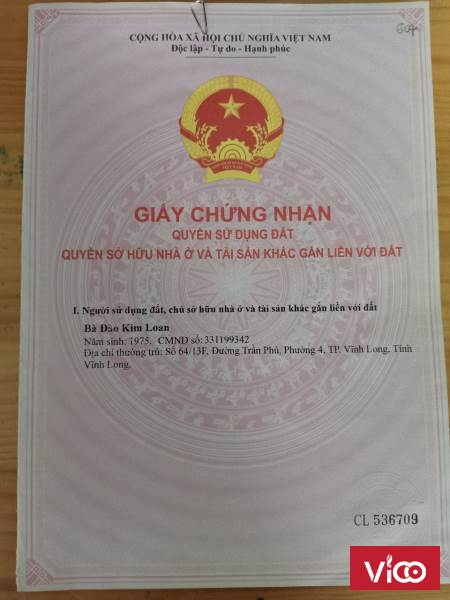 CỘNG HÒA XÃ HỘI CHỦ NGHĨA VIỆT NAM
Độc lập - Tự do - Hạnh phúc
607
VIỆT NAM
GIẤY CHỨNG NHẬN
QUYỀN SỬ DỤNG ĐẤT
QUYỀN SỞ HỮU NHÀ Ở VÀ TÀI SẢN KHÁC GẮN LIỀN VỚI ĐẤT
I. Người sử dụng đất, chủ sở hữu nhà ở và tài sản khác gắn liền với đất
Bà Đào Kim Loan
Năm sinh: 1975, CMND số: 331199342
Địa chỉ thường trú: Số 64/13F, Đường Trần Phú, Phường 4, TP. Vĩnh Long, Tỉnh
Vĩnh Long.
CL 536709
Vico